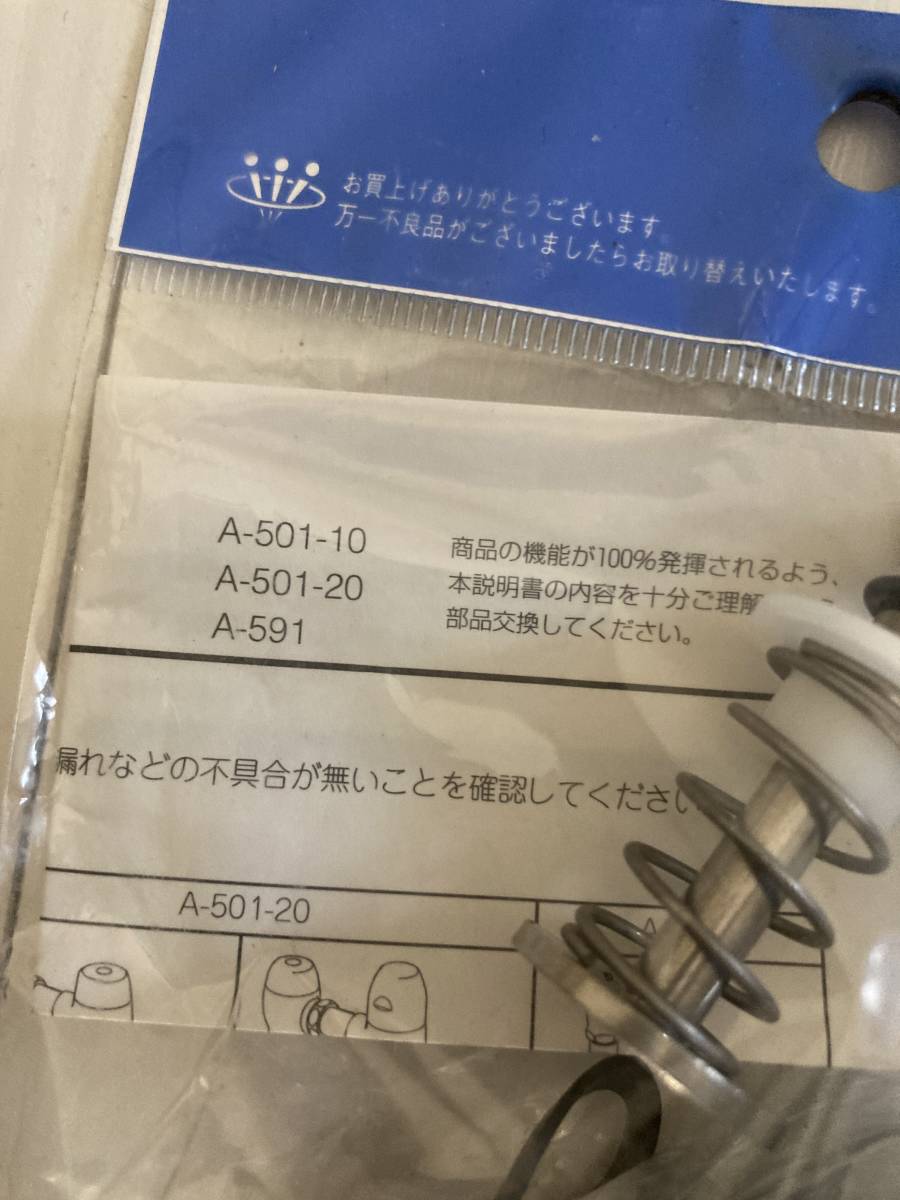 お買上げありがとうございます。
万一不良品がございましたらお取り替えいたします。
A-501-10
A-501-20
A-591
商品の機能が100%発揮されるよう、
本説明書の内容を十分ご理解
部品交換してください。
漏れなどの不具合が無いことを確認してください
A-501-20
A